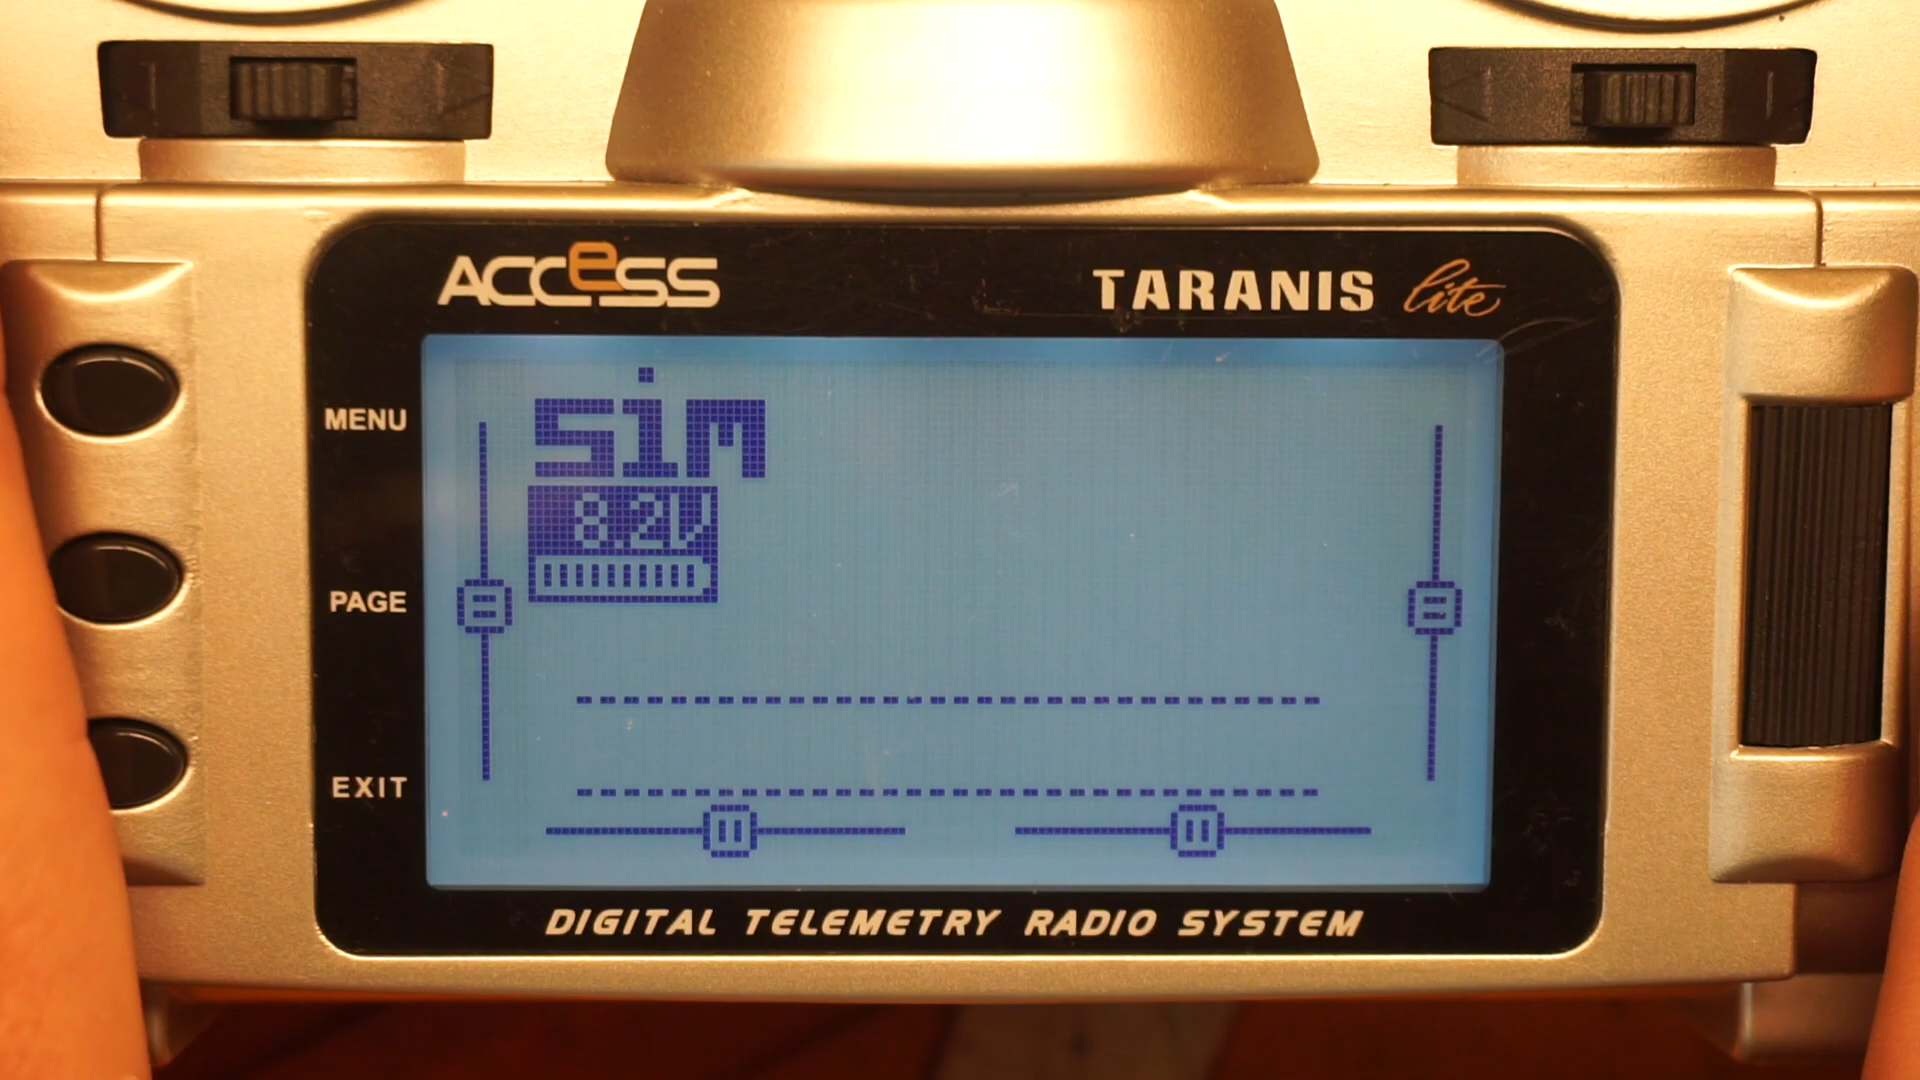 ACCeSS TARANIS lite
MENU
siM
8.2V
PAGE
EXIT
DIGITAL TELEMETRY RADIO SYSTEM